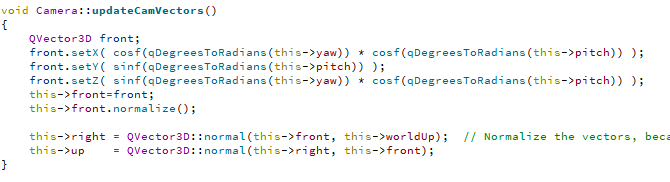 void Camera::updateCamVectors()
{
    QVector3D front;
    front.setX( cosf(qDegreesToRadians(this->yaw)) * cosf(qDegreesToRadians(this->pitch)) );
    front.setY( sinf(qDegreesToRadians(this->pitch)) );
    front.setZ( sinf(qDegreesToRadians(this->yaw)) * cosf(qDegreesToRadians(this->pitch)) );
    this->front=front;
    this->front.normalize();

    this->right = QVector3D::normal(this->front, this->worldUp);  // Normalize the vectors, beca
    this->up    = QVector3D::normal(this->right, this->front);
}